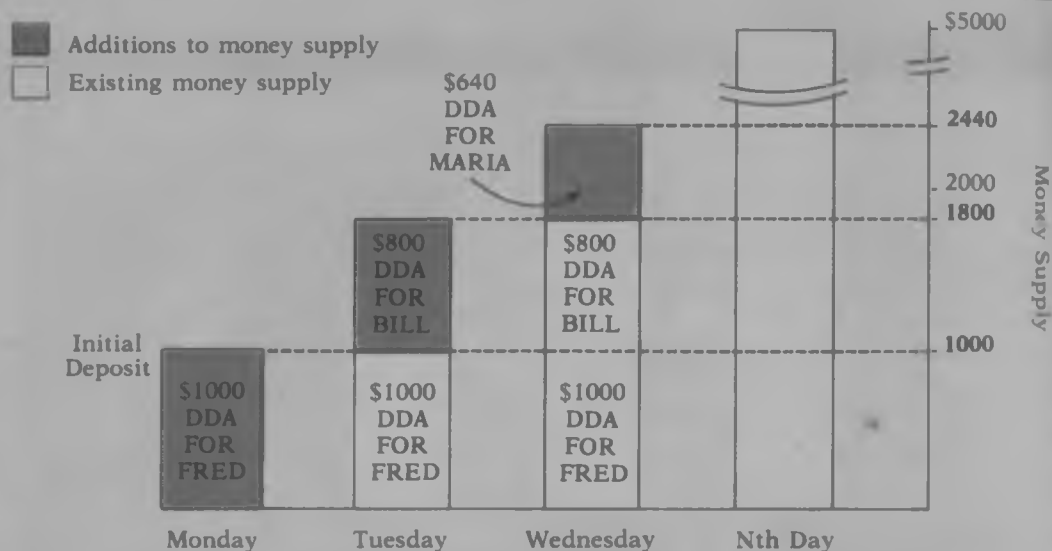 Additions to money supply
Existing money supply
$640
DDA
FOR
MARIA
$5000
2440
2000
1800
1000
Money Supply
Initial
Deposit
$1000
DDA
FOR
FRED
$800
DDA
FOR
BILL
$1000
DDA
FOR
FRED
$800
DDA
FOR
BILL
$1000
DDA
FOR
FRED
Monday
Tuesday
Wednesday
Nth Day